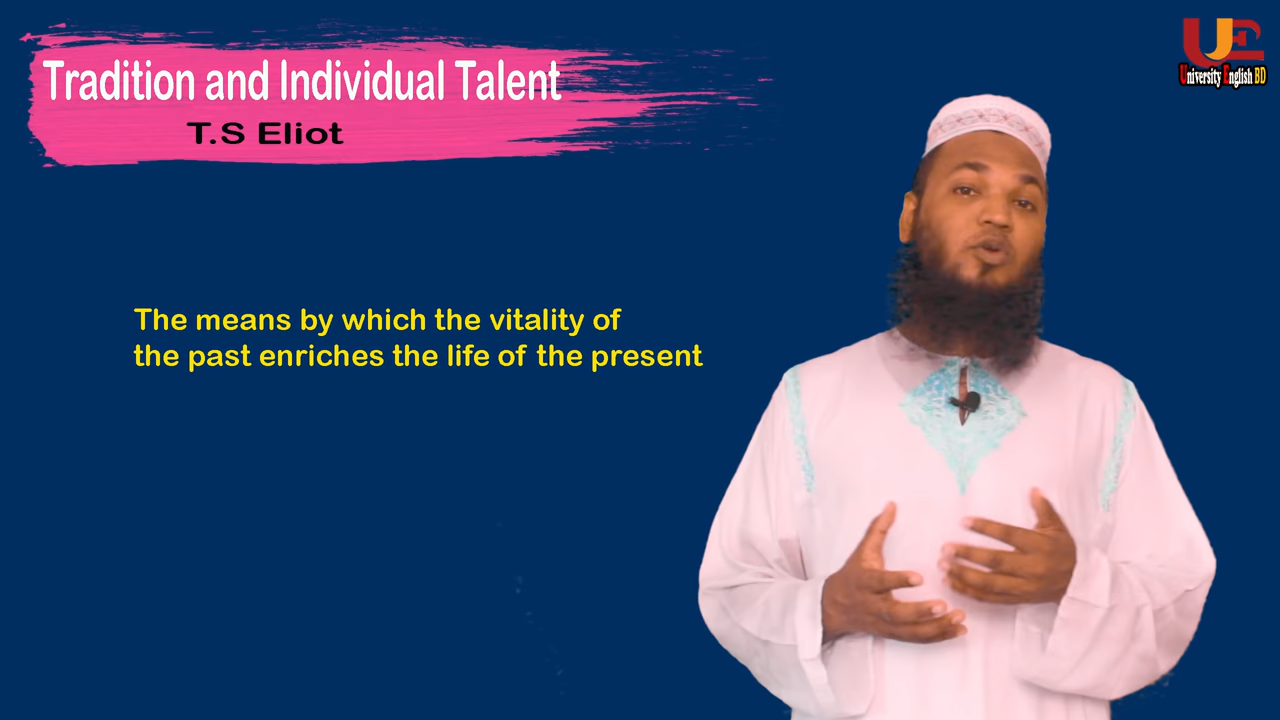 Tradition and Individual Talent
T.S Eliot
UE
University English BD
The means by which the vitality of
the past enriches the life of the present